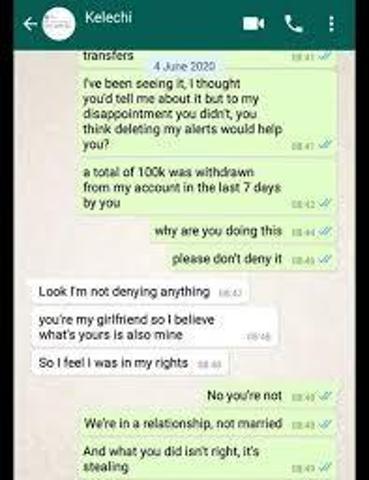 Kelechi
transfers 08:41
4 June 2020
I've been seeing it, I thought
you'd tell me about it but to my
disappointment you didn't, you
think deleting my alerts would help
you? 08:41
a total of 100k was withdrawn
from my account in the last 7 days
by you 08:42
why are you doing this 08:44
please don't deny it 08:46
Look I'm not denying anything 08:47
you're my girlfriend so I believe
what's yours is also mine 08:48
So I feel I was in my rights 08:48
No you're not 08:48
We're in a relationship, not married 08:48
And what you did isn't right, it's
stealing 08:49